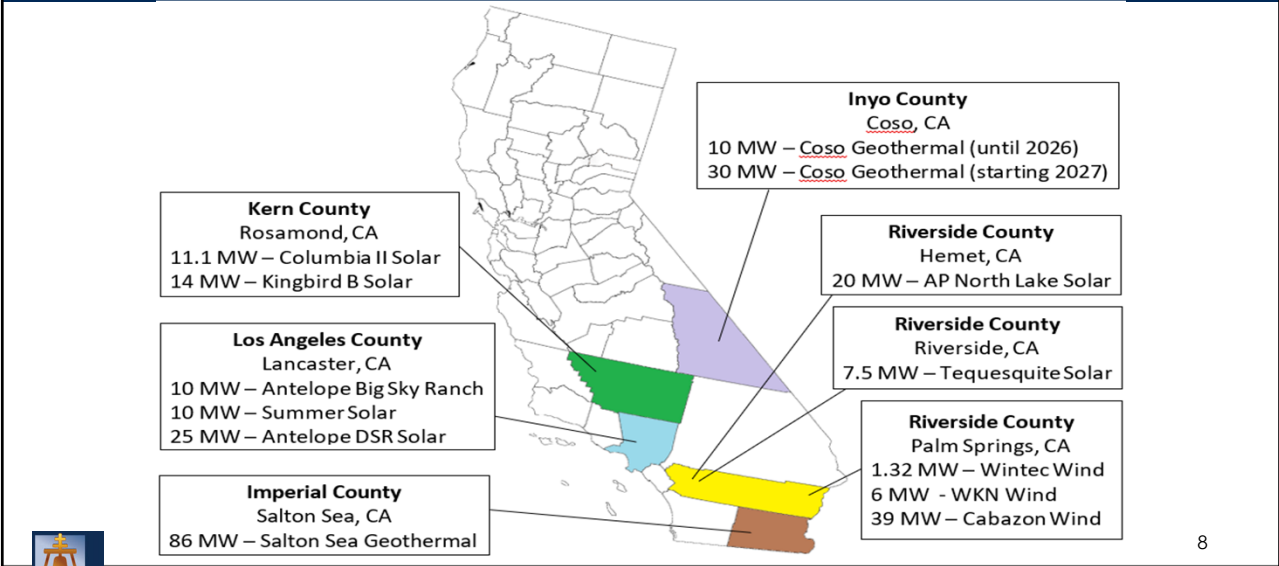 Inyo County
Coso, CA
10 MW – Coso Geothermal (until 2026)
30 MW – Coso Geothermal (starting 2027)
Kern County
Rosamond, CA
11.1 MW – Columbia II Solar
14 MW – Kingbird B Solar
Riverside County
Hemet, CA
20 MW – AP North Lake Solar
Los Angeles County
Lancaster, CA
10 MW – Antelope Big Sky Ranch
10 MW – Summer Solar
25 MW – Antelope DSR Solar
Riverside County
Riverside, CA
7.5 MW – Tequesquite Solar
Riverside County
Palm Springs, CA
1.32 MW – Wintec Wind
6 MW - WKN Wind
39 MW – Cabazon Wind
Imperial County
Salton Sea, CA
86 MW – Salton Sea Geothermal
8